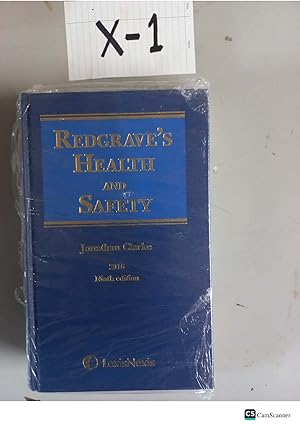 X-1
REDGRAVE'S
HEALTH
AND
SAFETY
Jonathan Clarke
2016
Ninth edition
LexisNexis
CS CamScanner